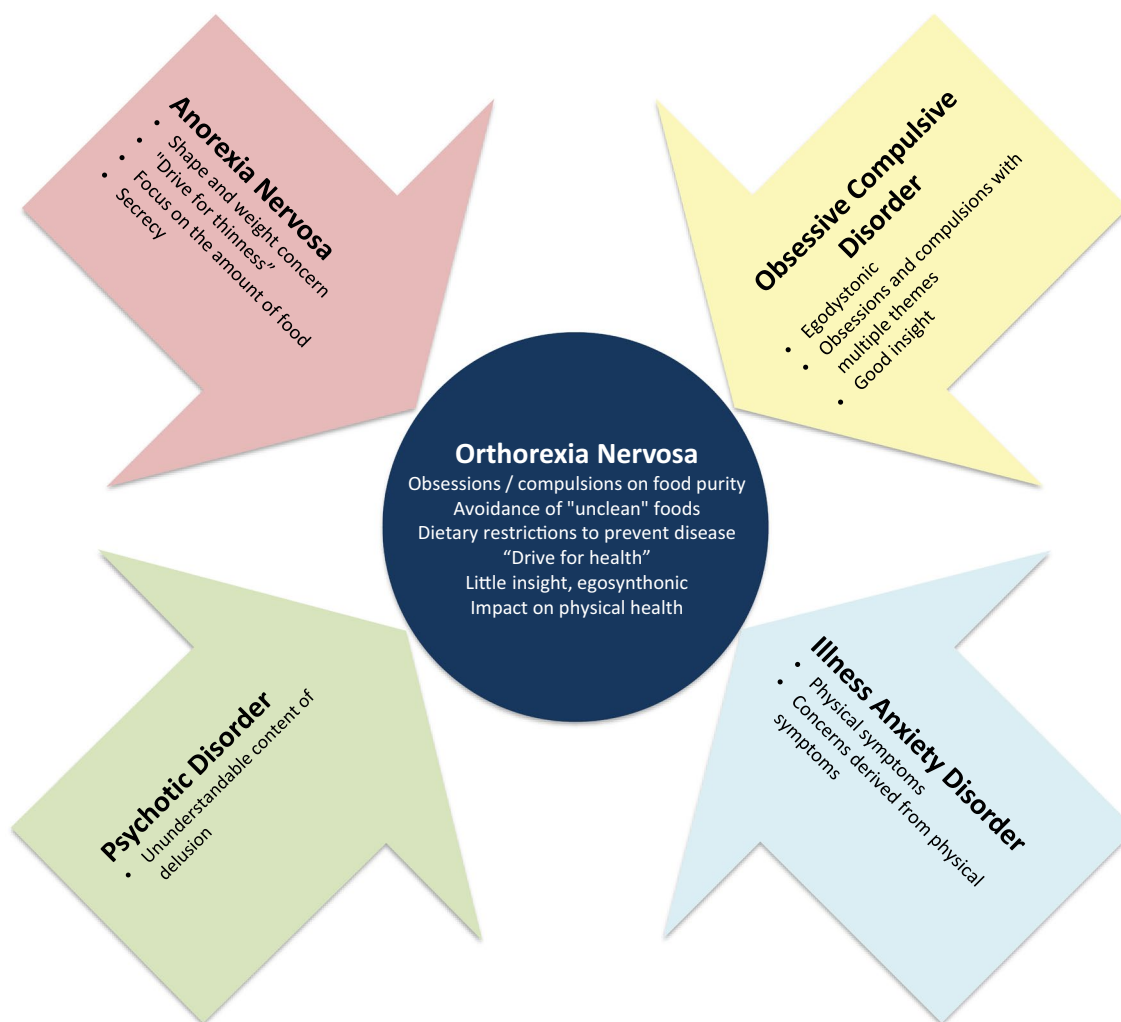 Anorexia Nervosa
• Shape and weight concern
• "Drive for thinness”
• Focus on the amount of food
• Secrecy
Obsessive Compulsive
Disorder
• Egodystonic
• Obsessions and compulsions with
multiple themes
• Good insight
Orthorexia Nervosa
Obsessions / compulsions on food purity
Avoidance of "unclean" foods
Dietary restrictions to prevent disease
“Drive for health”
Little insight, egosynthonic
Impact on physical health
Psychotic Disorder
• Ununderstandable content of
delusion
Illness Anxiety Disorder
• Physical symptoms
• Concerns derived from physical
symptoms